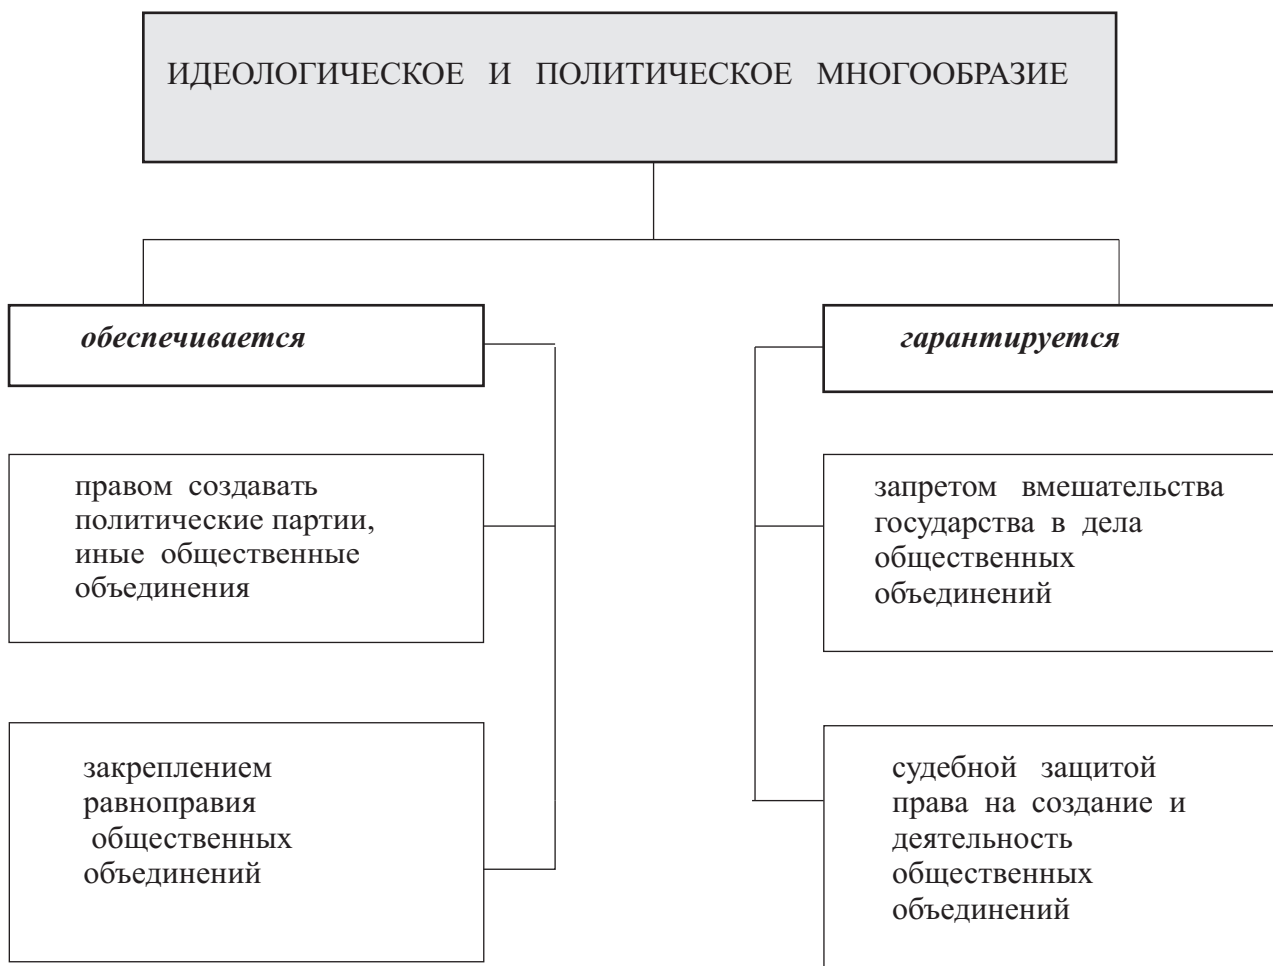 ИДЕОЛОГИЧЕСКОЕ И ПОЛИТИЧЕСКОЕ МНОГООБРАЗИЕ
обеспечивается
правом создавать
политические партии,
иные общественные
объединения
закреплением
равноправия
общественных
объединений
гарантируется
запретом вмешательства
государства в дела
общественных
объединений
судебной защитой
права на создание и
деятельность
общественных
объединений